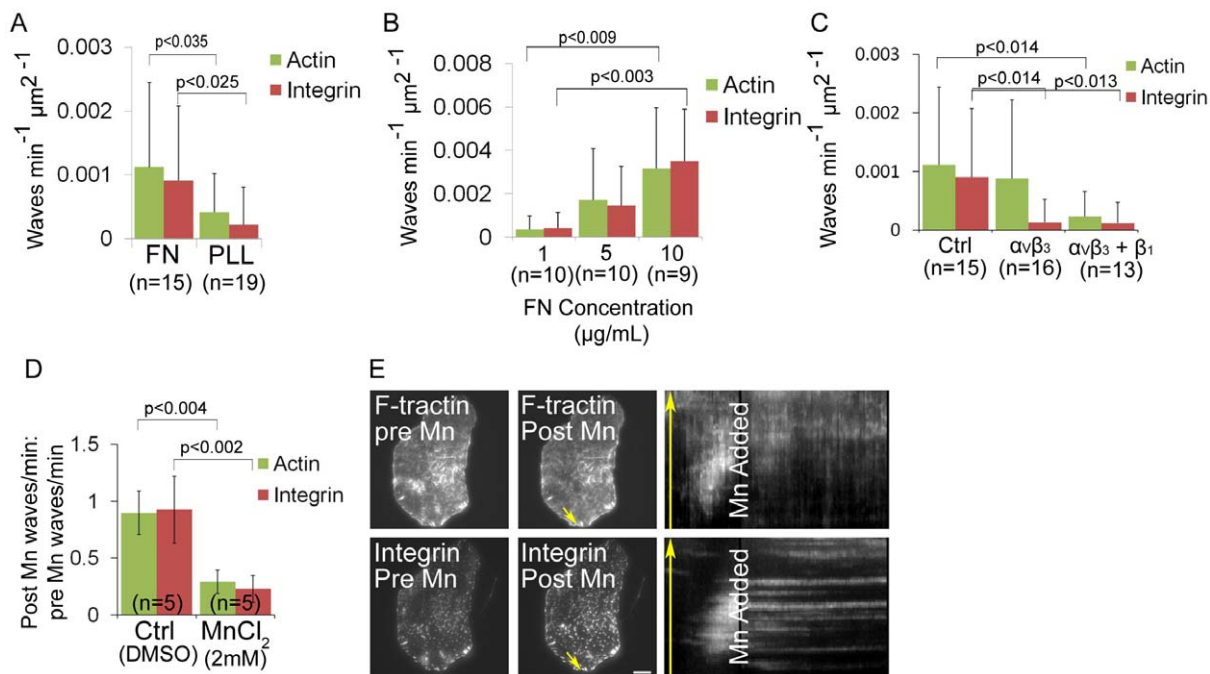 A
p<0.035
0.003
Actin
p<0.025
Integrin
0.002
0.001
0
Waves min⁻¹ µm2⁻¹
FN
PLL
(n=15)
(n=19)
B
p<0.009
0.008
p<0.003
Actin
0.006
Integrin
0.004
0.002
0
Waves min⁻¹ µm2⁻¹
1
5
10
(n=10)
(n=10)
(n=9)
FN Concentration
(µg/mL)
C
0.003
p<0.014
Actin
p<0.014
p<0.013
Integrin
0.002
0.001
0
Waves min⁻¹ µm2⁻¹
Ctrl
αvβ₃
αvβ₃ + β₁
(n=15)
(n=16)
(n=13)
D
p<0.004
p<0.002
1.5
Actin
Integrin
1
0.5
0
Post Mn waves/min:
pre Mn waves/min
(n=5)
(n=5)
Ctrl
MnCl₂
(DMSO)
(2mM)
E
F-tractin
pre Mn
F-tractin
Post Mn
Mn Added
Integrin
Pre Mn
Integrin
Post Mn
Mn Added